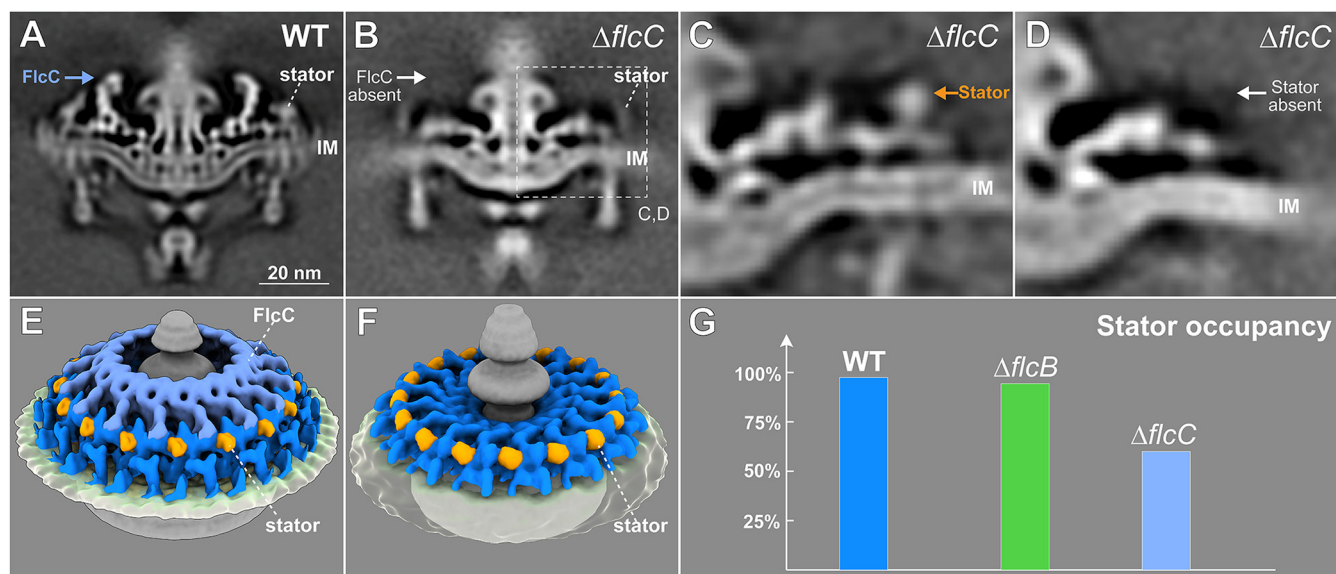 A
WT
FlcC
stator
IM
20 nm
B
ΔflcC
FlcC
absent
stator
IM
C,D
C
ΔflcC
Stator
IM
D
ΔflcC
Stator
absent
IM
E
FlcC
stator
F
stator
G
Stator occupancy
100%
75%
50%
25%
WT
ΔflcB
ΔflcC